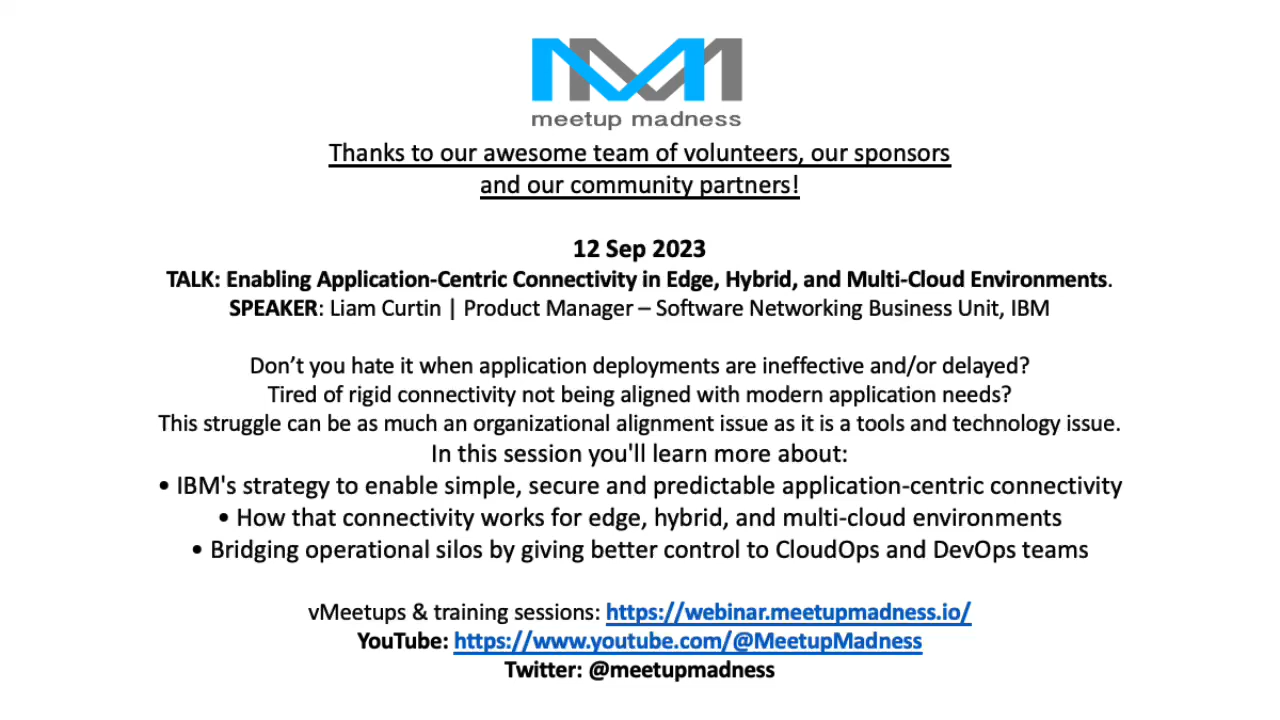 meetup madness
Thanks to our awesome team of volunteers, our sponsors
and our community partners!
12 Sep 2023
TALK: Enabling Application-Centric Connectivity in Edge, Hybrid, and Multi-Cloud Environments.
SPEAKER: Liam Curtin | Product Manager – Software Networking Business Unit, IBM
Don’t you hate it when application deployments are ineffective and/or delayed?
Tired of rigid connectivity not being aligned with modern application needs?
This struggle can be as much an organizational alignment issue as it is a tools and technology issue.
In this session you'll learn more about:
• IBM's strategy to enable simple, secure and predictable application-centric connectivity
• How that connectivity works for edge, hybrid, and multi-cloud environments
• Bridging operational silos by giving better control to CloudOps and DevOps teams
vMeetups & training sessions: https://webinar.meetupmadness.io/
YouTube: https://www.youtube.com/@MeetupMadness
Twitter: @meetupmadness